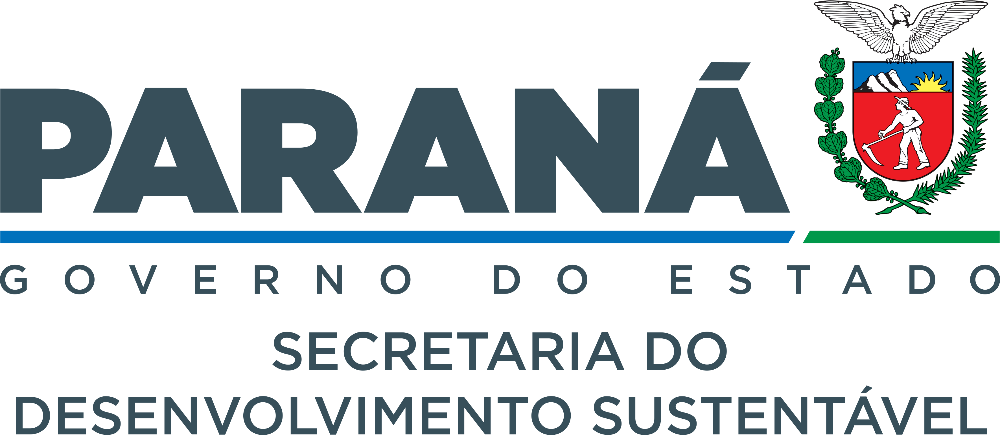 PARANÁ
GOVERNO DO ESTADO
SECRETARIA DO
DESENVOLVIMENTO SUSTENTÁVEL